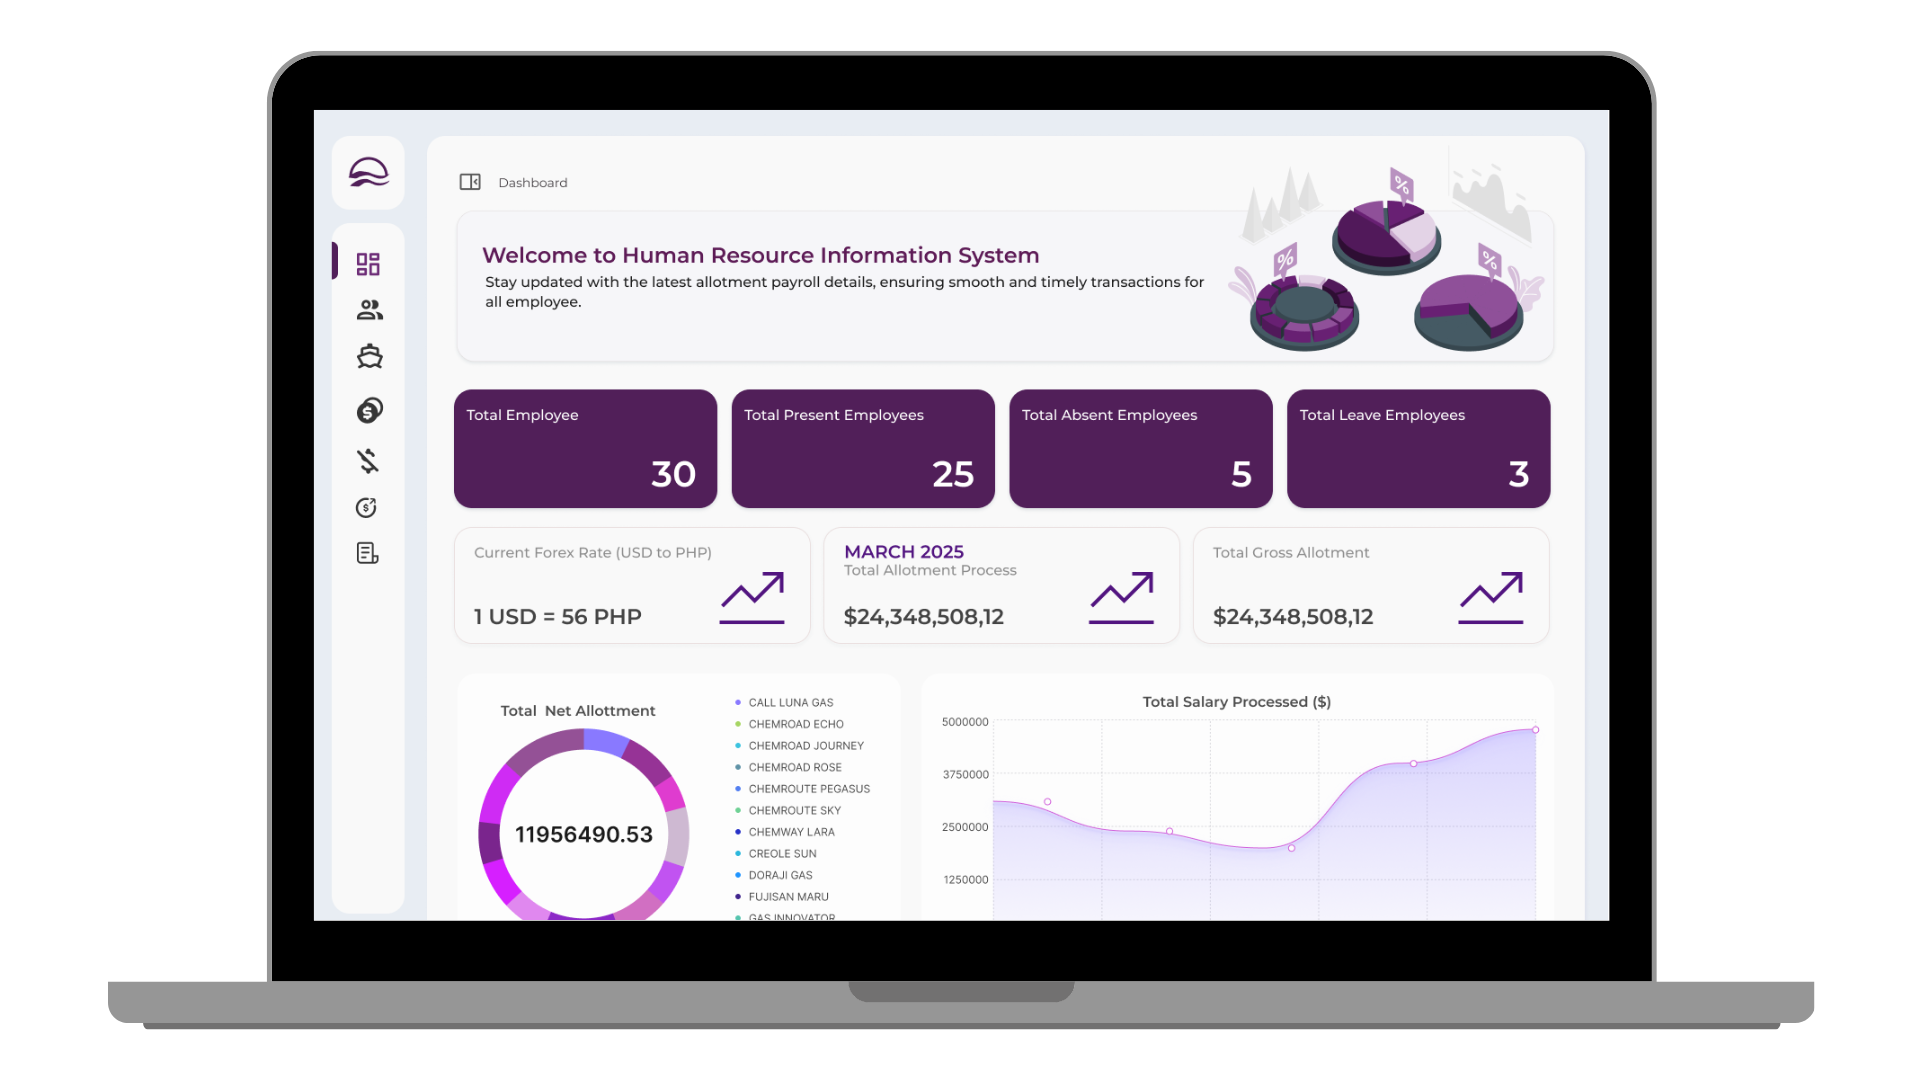 Dashboard
Welcome to Human Resource Information System
Stay updated with the latest allotment payroll details, ensuring smooth and timely transactions for
all employee.
%
%
%
Total Employee
30
Total Present Employees
25
Total Absent Employees
5
Total Leave Employees
3
Current Forex Rate (USD to PHP)
1 USD = 56 PHP
MARCH 2025
Total Allotment Process
$24,348,508,12
Total Gross Allotment
$24,348,508,12
Total Net Allottment
11956490.53
CALL LUNA GAS
CHEMROAD ECHO
CHEMROAD JOURNEY
CHEMROAD ROSE
CHEMROUTE PEGASUS
CHEMROUTE SKY
CHEMWAY LARA
CREOLE SUN
DORAJI GAS
FUJISAN MARU
GAS INNOVATOR
Total Salary Processed ($)
5000000
3750000
2500000
1250000